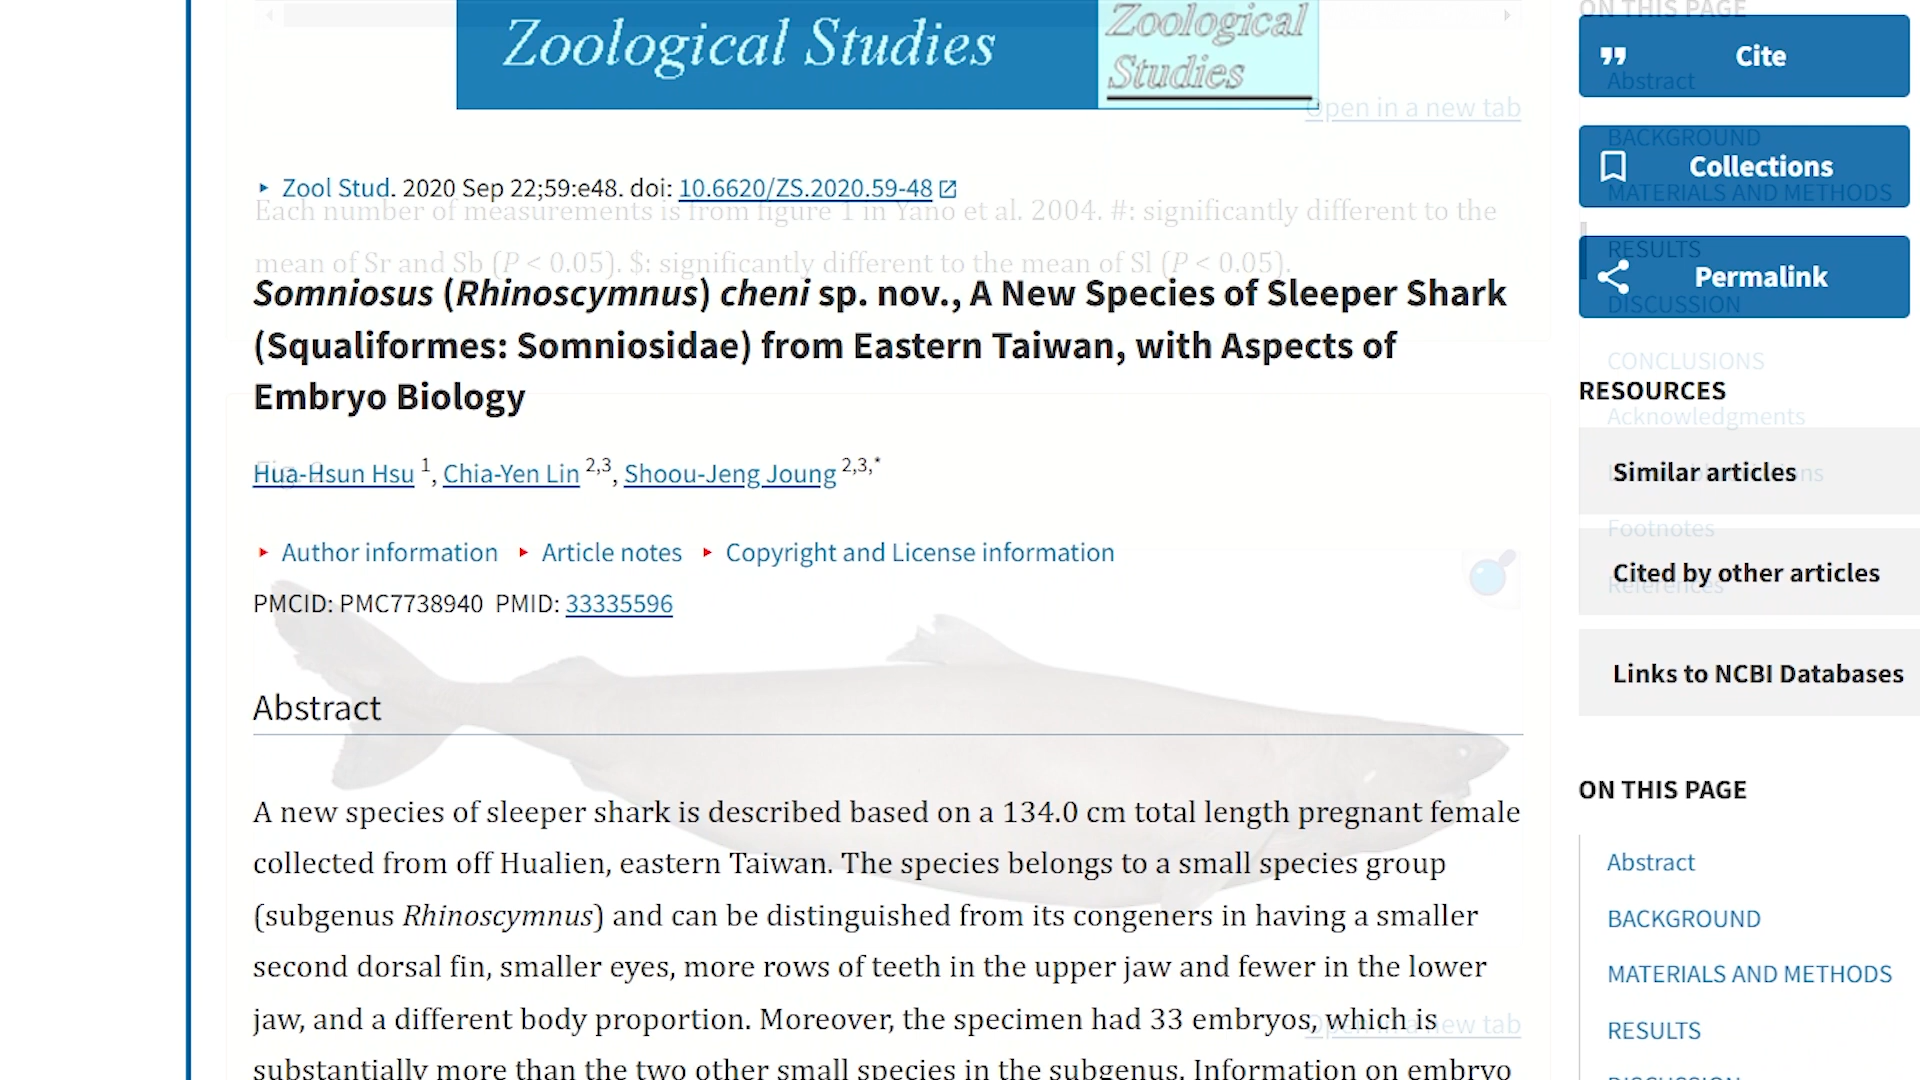 ON THIS PAGE
Zoological Studies
Zoological
Studies
Cite
Abstract
Open in a new tab
BACKGROUND
Collections
MATERIALS AND METHODS
Zool Stud. 2020 Sep 22;59:e48. doi: 10.6620/ZS.2020.59-48
Each number of measurements is from figure 1 in Yano et al. 2004. #: significantly different to the
mean of Sr and Sb (P < 0.05). $: significantly different to the mean of Sl (P < 0.05).
RESULTS
Permalink
DISCUSSION
Somniosus (Rhinoscymnus) cheni sp. nov., A New Species of Sleeper Shark
(Squaliformes: Somniosidae) from Eastern Taiwan, with Aspects of
Embryo Biology
CONCLUSIONS
RESOURCES
Acknowledgments
Hua-Hsun Hsu 1, Chia-Yen Lin 2,3, Shoou-Jeng Joung 2,3,*
Similar articles
Footnotes
Author information Article notes Copyright and License information
Cited by other articles
References
PMCID: PMC7738940 PMID: 33335596
Links to NCBI Databases
Abstract
ON THIS PAGE
A new species of sleeper shark is described based on a 134.0 cm total length pregnant female
collected from off Hualien, eastern Taiwan. The species belongs to a small species group
(subgenus Rhinoscymnus) and can be distinguished from its congeners in having a smaller
second dorsal fin, smaller eyes, more rows of teeth in the upper jaw and fewer in the lower
jaw, and a different body proportion. Moreover, the specimen had 33 embryos, which is
substantially more than the two other small species in the subgenus. Information on embryo
Open in a new tab
Abstract
BACKGROUND
MATERIALS AND METHODS
RESULTS
DISCUSSION